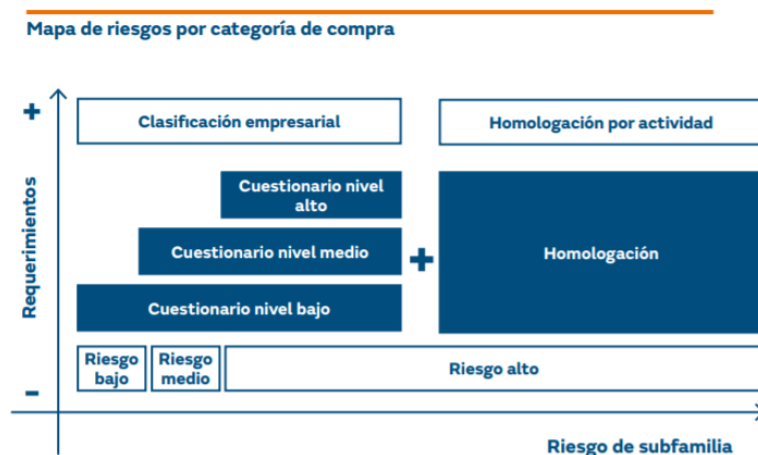 Mapa de riesgos por categoría de compra
+
Clasificación empresarial
Homologación por actividad
Requerimientos
Cuestionario nivel
alto
Cuestionario nivel medio
+
Homologación
Cuestionario nivel bajo
Riesgo
bajo
Riesgo
medio
Riesgo alto
-
Riesgo de subfamilia